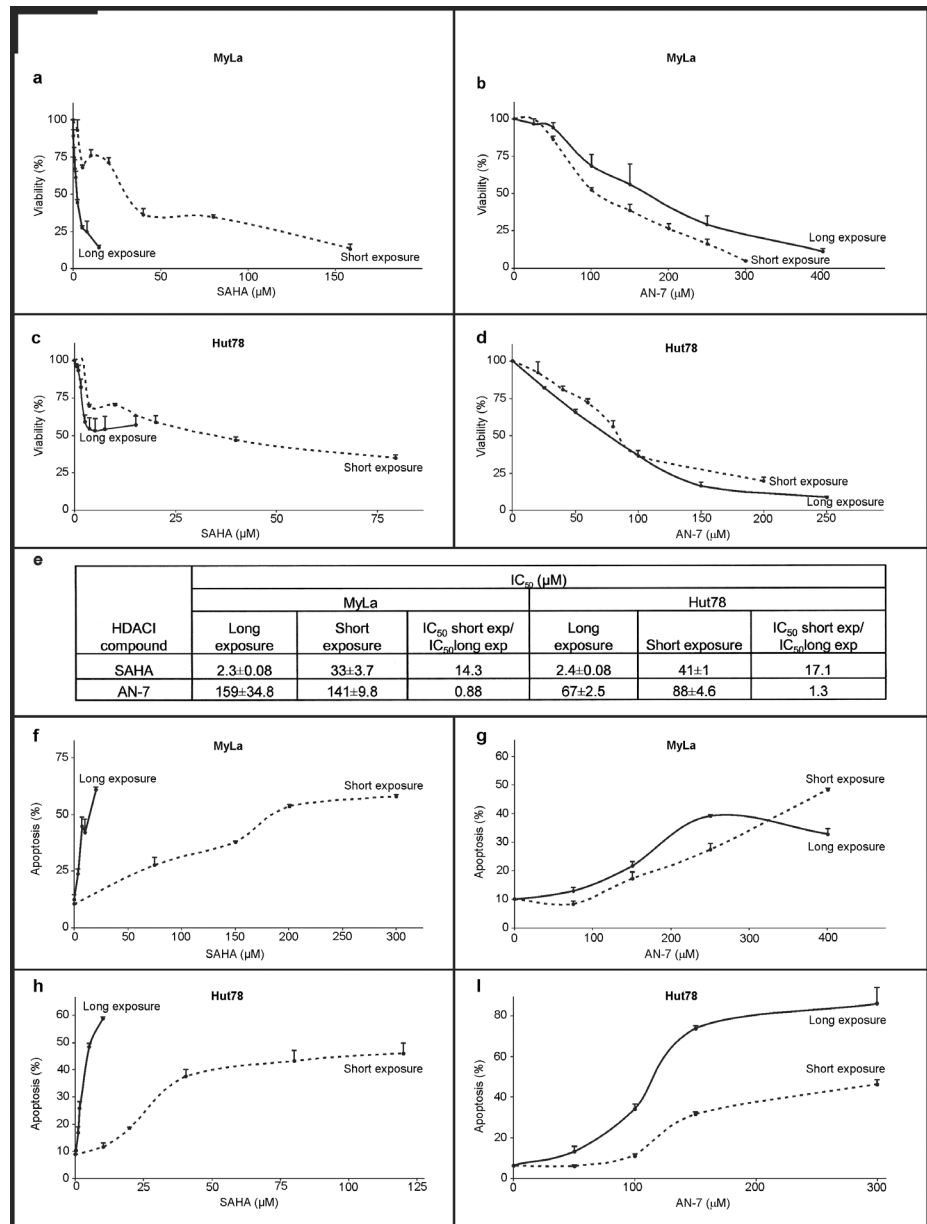 MyLa
a
100
75
50
25
0
Viability (%)
0
50
100
150
SAHA (µM)
Long exposure
Short exposure
MyLa
b
100
75
50
25
0
Viability (%)
0
100
200
300
400
AN-7 (µM)
Long exposure
Short exposure
c
Hut78
100
75
50
25
0
Viability (%)
0
25
50
75
SAHA (µM)
Long exposure
Short exposure
d
Hut78
100
75
50
25
0
Viability (%)
0
50
100
150
200
250
AN-7 (µM)
Short exposure
Long exposure
e
IC50 (µM)
MyLa Hut78
HDACI compound
Long exposure
Short exposure
IC50 short exp/
IC50long exp
Long exposure
Short exposure
IC50 short exp/
IC50long exp
SAHA 2.3±0.08 33±3.7 14.3 2.4±0.08 41±1 17.1
AN-7 159±34.8 141±9.8 0.88 67±2.5 88±4.6 1.3
f
MyLa
75
50
25
0
Apoptosis (%)
0
50
100
150
200
250
300
SAHA (µM)
Long exposure
Short exposure
g
MyLa
60
50
40
30
20
10
0
Apoptosis (%)
0
100
200
300
400
AN-7 (µM)
Short exposure
Long exposure
h
Hut78
60
50
40
30
20
10
0
Apoptosis (%)
0
25
50
75
100
125
SAHA (µM)
Long exposure
Short exposure
I
Hut78
80
60
40
20
0
Apoptosis (%)
0
100
200
300
AN-7 (µM)
Long exposure
Short exposure